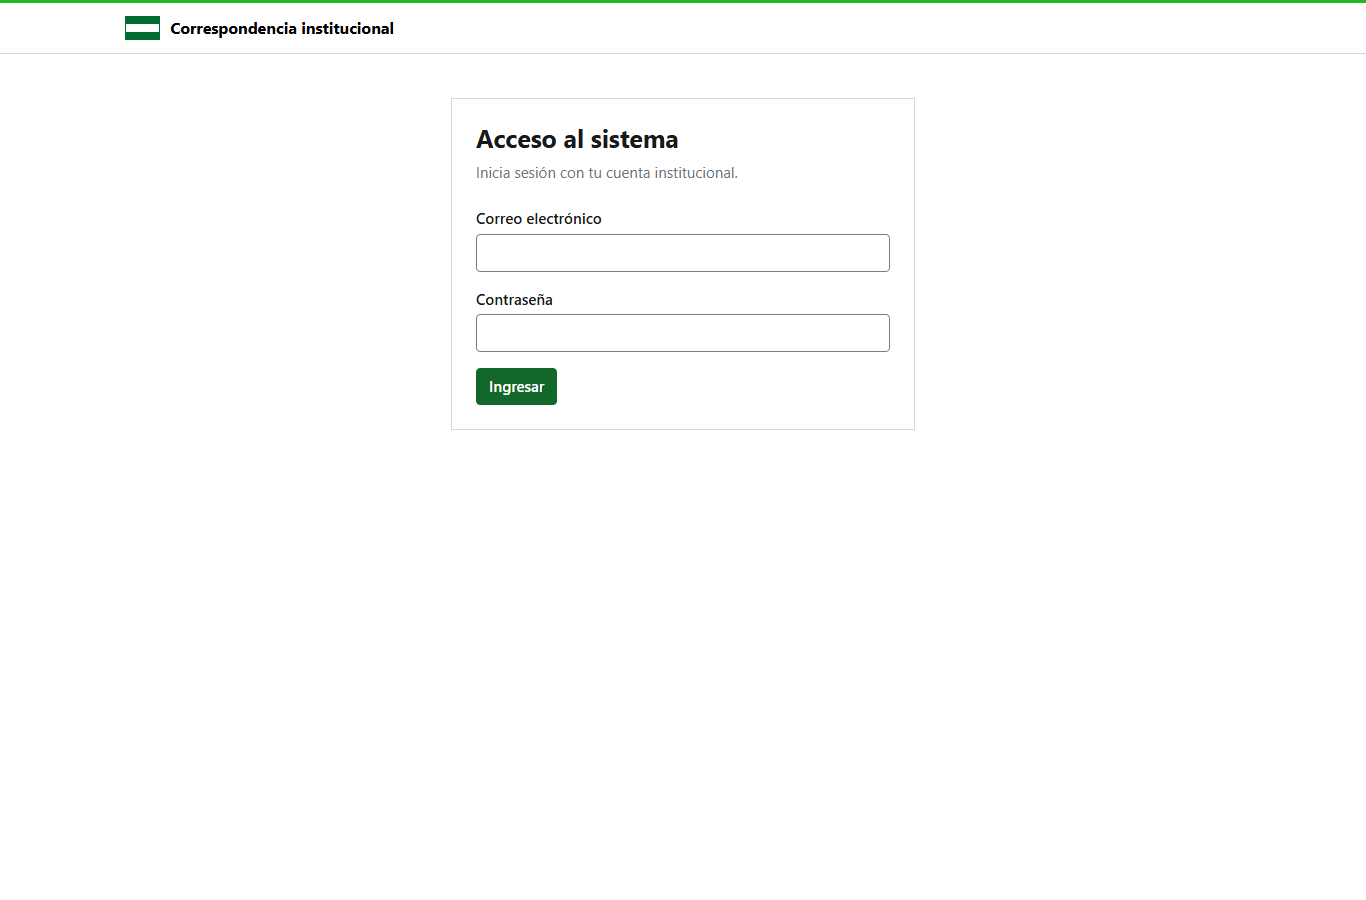 Correspondencia institucional
Acceso al sistema
Inicia sesión con tu cuenta institucional.
Correo electrónico
Contraseña
Ingresar